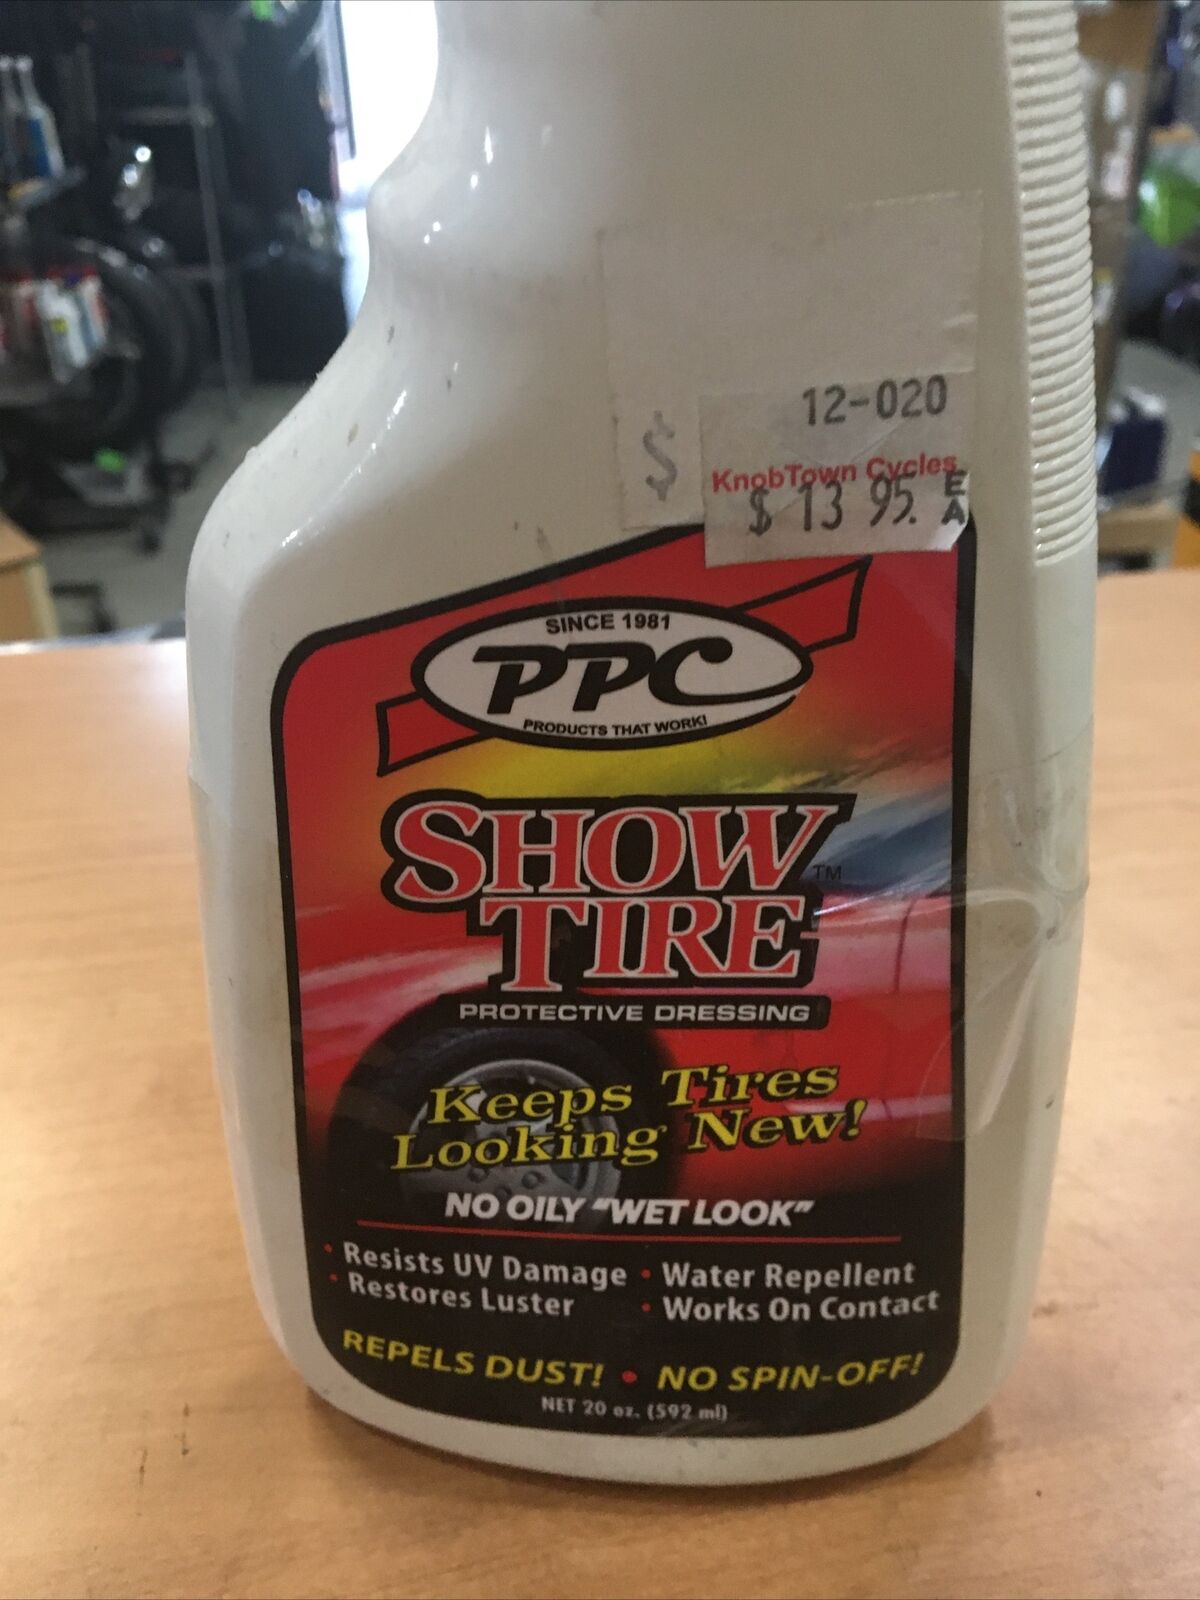 12-020
$
KnobTown Cycles
$ 13 95. EA
SINCE 1981
PPC
PRODUCTS THAT WORK!
SHOW
TIRE™
PROTECTIVE DRESSING
Keeps Tires
Looking New!
NO OILY "WET LOOK"
• Resists UV Damage • Water Repellent
• Restores Luster • Works On Contact
REPELS DUST! • NO SPIN-OFF!
NET 20 oz. (592 ml)